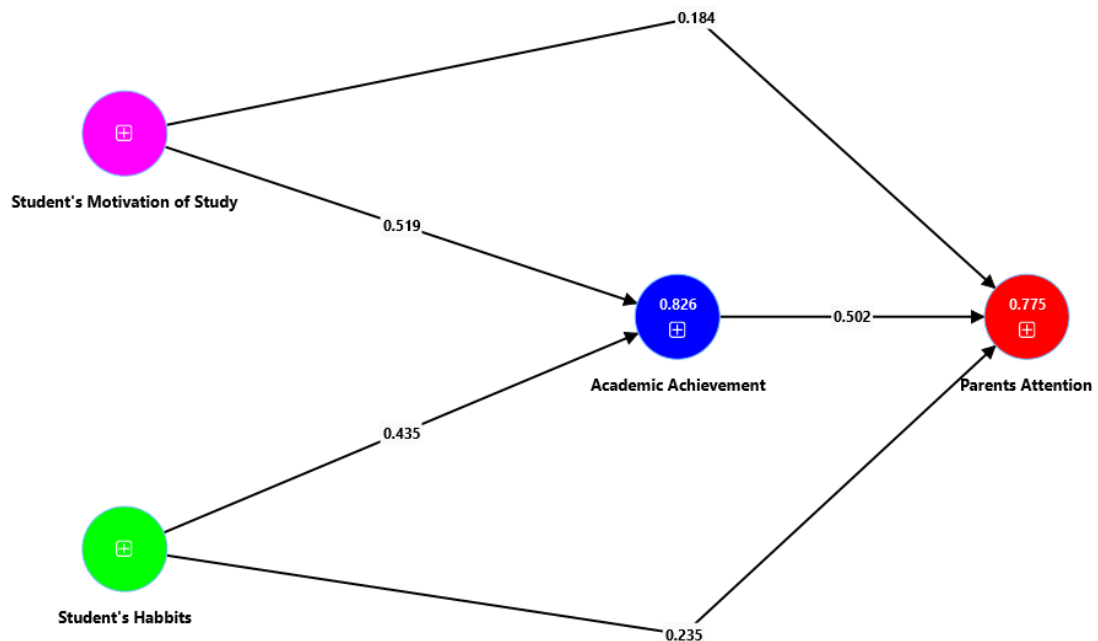 0.184
Student's Motivation of Study
0.519
0.826
0.502
0.775
Academic Achievement
Parents Attention
0.435
Student's Habbits
0.235